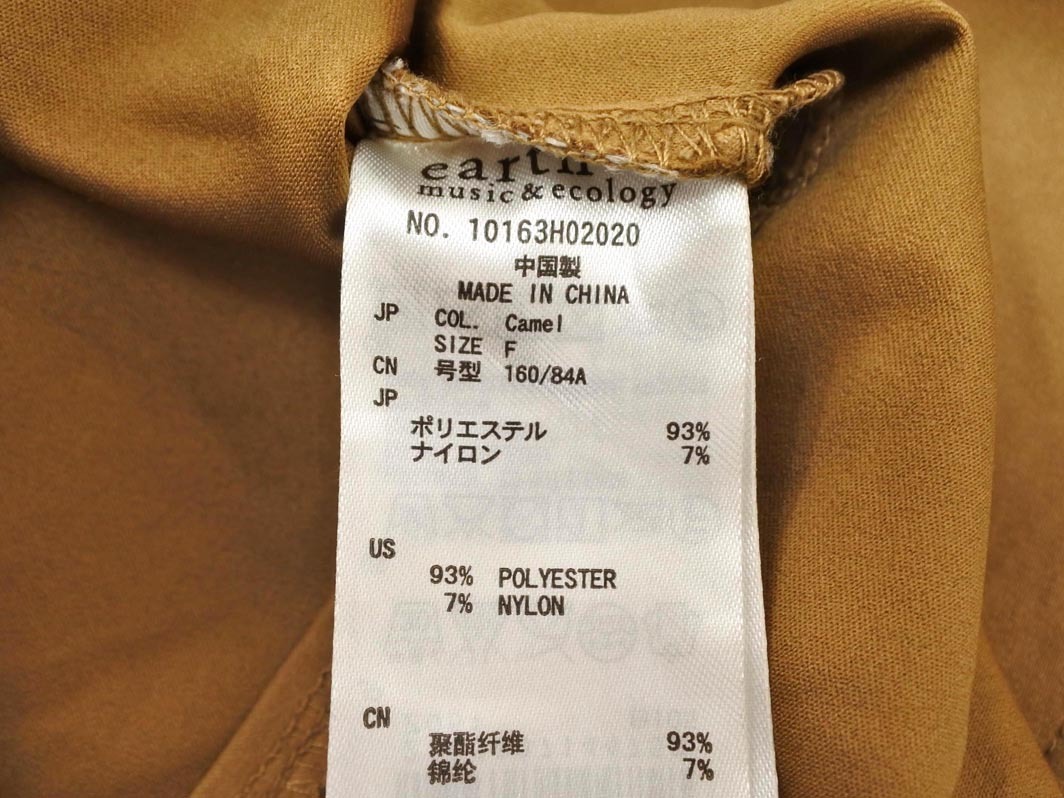 earth
music & ecology
NO. 10163H02020
中国製
MADE IN CHINA
JP COL. Camel
SIZE F
CN 号型 160/84A
JP
ポリエステル 93%
ナイロン 7%
US
93% POLYESTER
7% NYLON
CN
聚酯纤维 93%
锦纶 7%